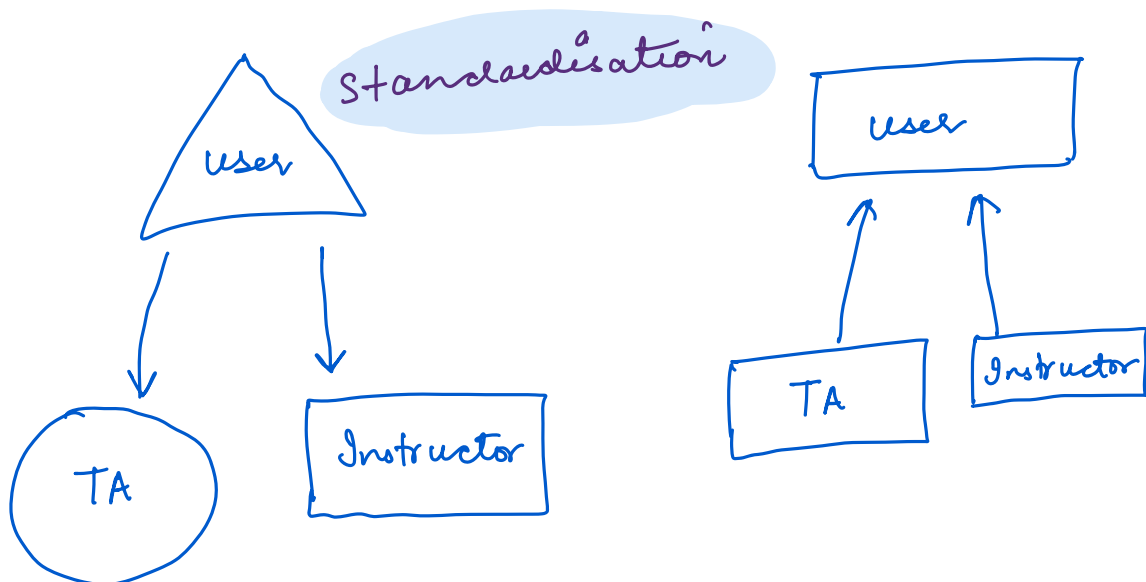 Standardisation
user
TA
Instructor
user
TA
Instructor